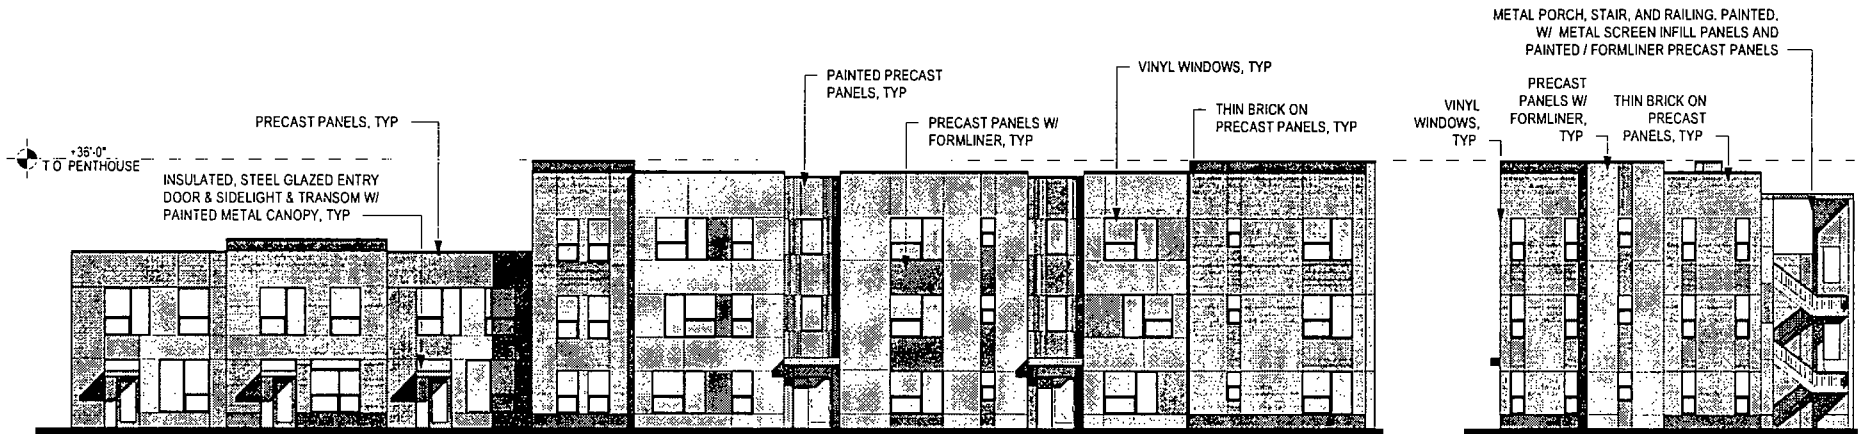 METAL PORCH, STAIR, AND RAILING. PAINTED,
W/ METAL SCREEN INFILL PANELS AND
PAINTED / FORMLINER PRECAST PANELS
PAINTED PRECAST
PANELS, TYP
VINYL WINDOWS, TYP
PRECAST PANELS, TYP
PRECAST PANELS W/
FORMLINER, TYP
THIN BRICK ON
PRECAST PANELS, TYP
VINYL
WINDOWS,
TYP
PRECAST
PANELS W/
FORMLINER,
TYP
THIN BRICK ON
PRECAST
PANELS, TYP
+36'-0"
T O PENTHOUSE
INSULATED, STEEL GLAZED ENTRY
DOOR & SIDELIGHT & TRANSOM W/
PAINTED METAL CANOPY, TYP